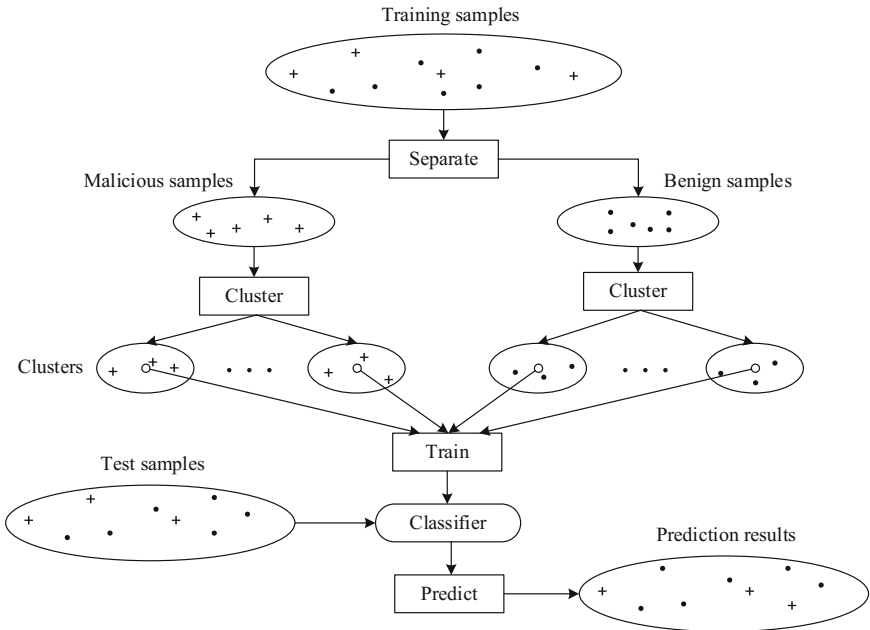 Training samples
Separate
Malicious samples
Benign samples
Cluster
Cluster
Clusters
Train
Test samples
Classifier
Prediction results
Predict